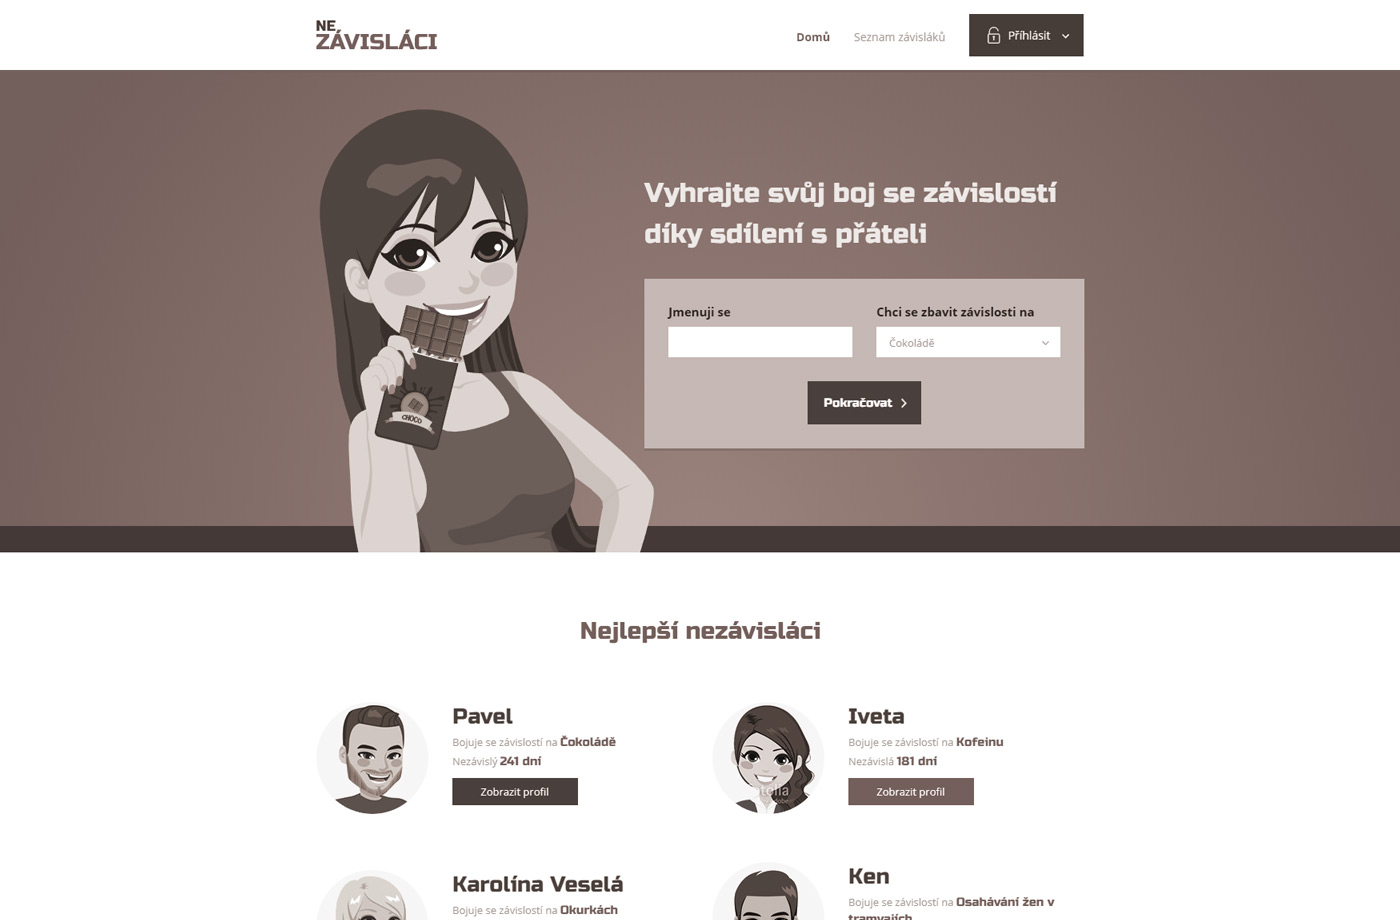 NE
ZÁVISLÁCI
Domů
Seznam závisláků
Příhlásit
Vyhrajte svůj boj se závislostí
díky sdílení s přáteli
Jmenuji se
Chci se zbavit závislosti na
Čokoládě
Pokračovat
CHOCO
Nejlepší nezávisláci
Pavel
Bojuje se závislostí na Čokoládě
Nezávislý 241 dní
Zobrazit profil
Iveta
Bojuje se závislostí na Kofeinu
Nezávislá 181 dní
Zobrazit profil
Karolína Veselá
Bojuje se závislostí na Okurkách
Ken
Bojuje se závislostí na Osahávání žen v
tramvajích